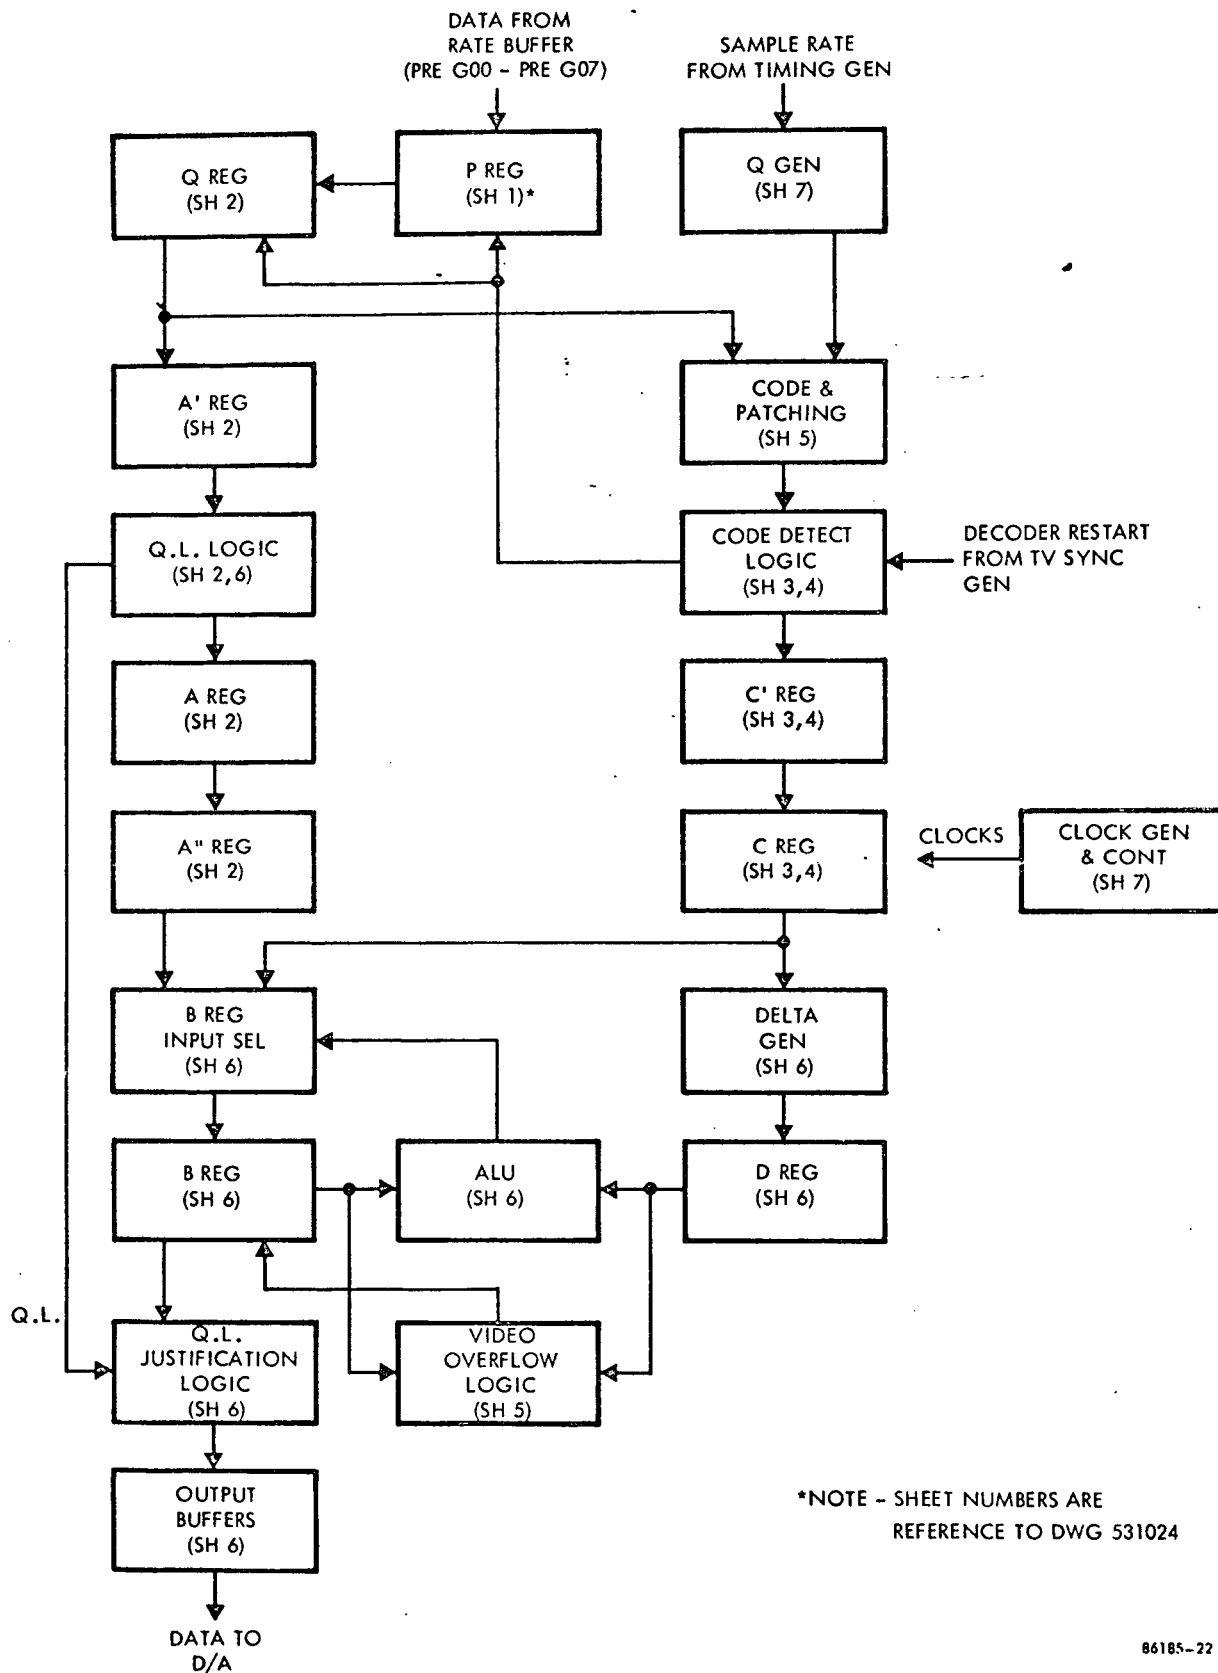 DATA FROM
RATE BUFFER
(PRE G00 - PRE G07)
SAMPLE RATE
FROM TIMING GEN
Q REG
(SH 2)
P REG
(SH 1)*
Q GEN
(SH 7)
A' REG
(SH 2)
CODE &
PATCHING
(SH 5)
Q.L. LOGIC
(SH 2,6)
CODE DETECT
LOGIC
(SH 3,4)
DECODER RESTART
FROM TV SYNC
GEN
A REG
(SH 2)
C' REG
(SH 3,4)
A" REG
(SH 2)
C REG
(SH 3,4)
CLOCKS
CLOCK GEN
& CONT
(SH 7)
B REG
INPUT SEL
(SH 6)
DELTA
GEN
(SH 6)
B REG
(SH 6)
ALU
(SH 6)
D REG
(SH 6)
Q.L.
Q.L.
JUSTIFICATION
LOGIC
(SH 6)
VIDEO
OVERFLOW
LOGIC
(SH 5)
OUTPUT
BUFFERS
(SH 6)
*NOTE - SHEET NUMBERS ARE
REFERENCE TO DWG 531024
DATA TO
D/A
86185-22